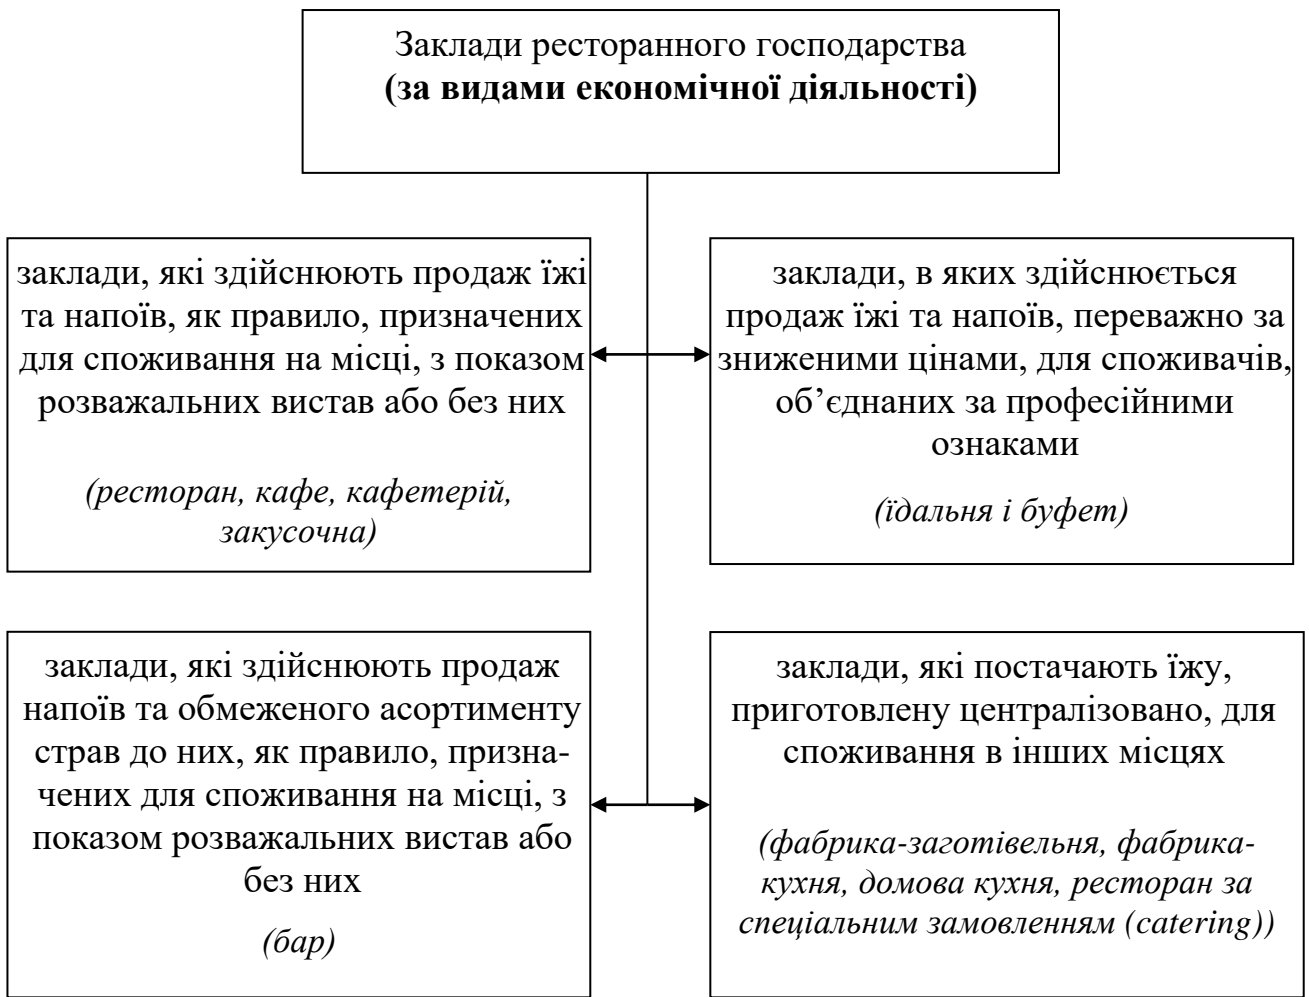 Заклади ресторанного господарства
(за видами економічної діяльності)
заклади, які здійснюють продаж їжі
та напоїв, як правило, призначених
для споживання на місці, з показом
розважальних вистав або без них
(ресторан, кафе, кафетерій,
закусочна)
заклади, в яких здійснюється
продаж їжі та напоїв, переважно за
зниженими цінами, для споживачів,
об’єднаних за професійними
ознаками
(їдальня і буфет)
заклади, які здійснюють продаж
напоїв та обмеженого асортименту
страв до них, як правило, призна-
чених для споживання на місці, з
показом розважальних вистав або
без них
(бар)
заклади, які постачають їжу,
приготовлену централізовано, для
споживання в інших місцях
(фабрика-заготівельня, фабрика-
кухня, домова кухня, ресторан за
спеціальним замовленням (catering))